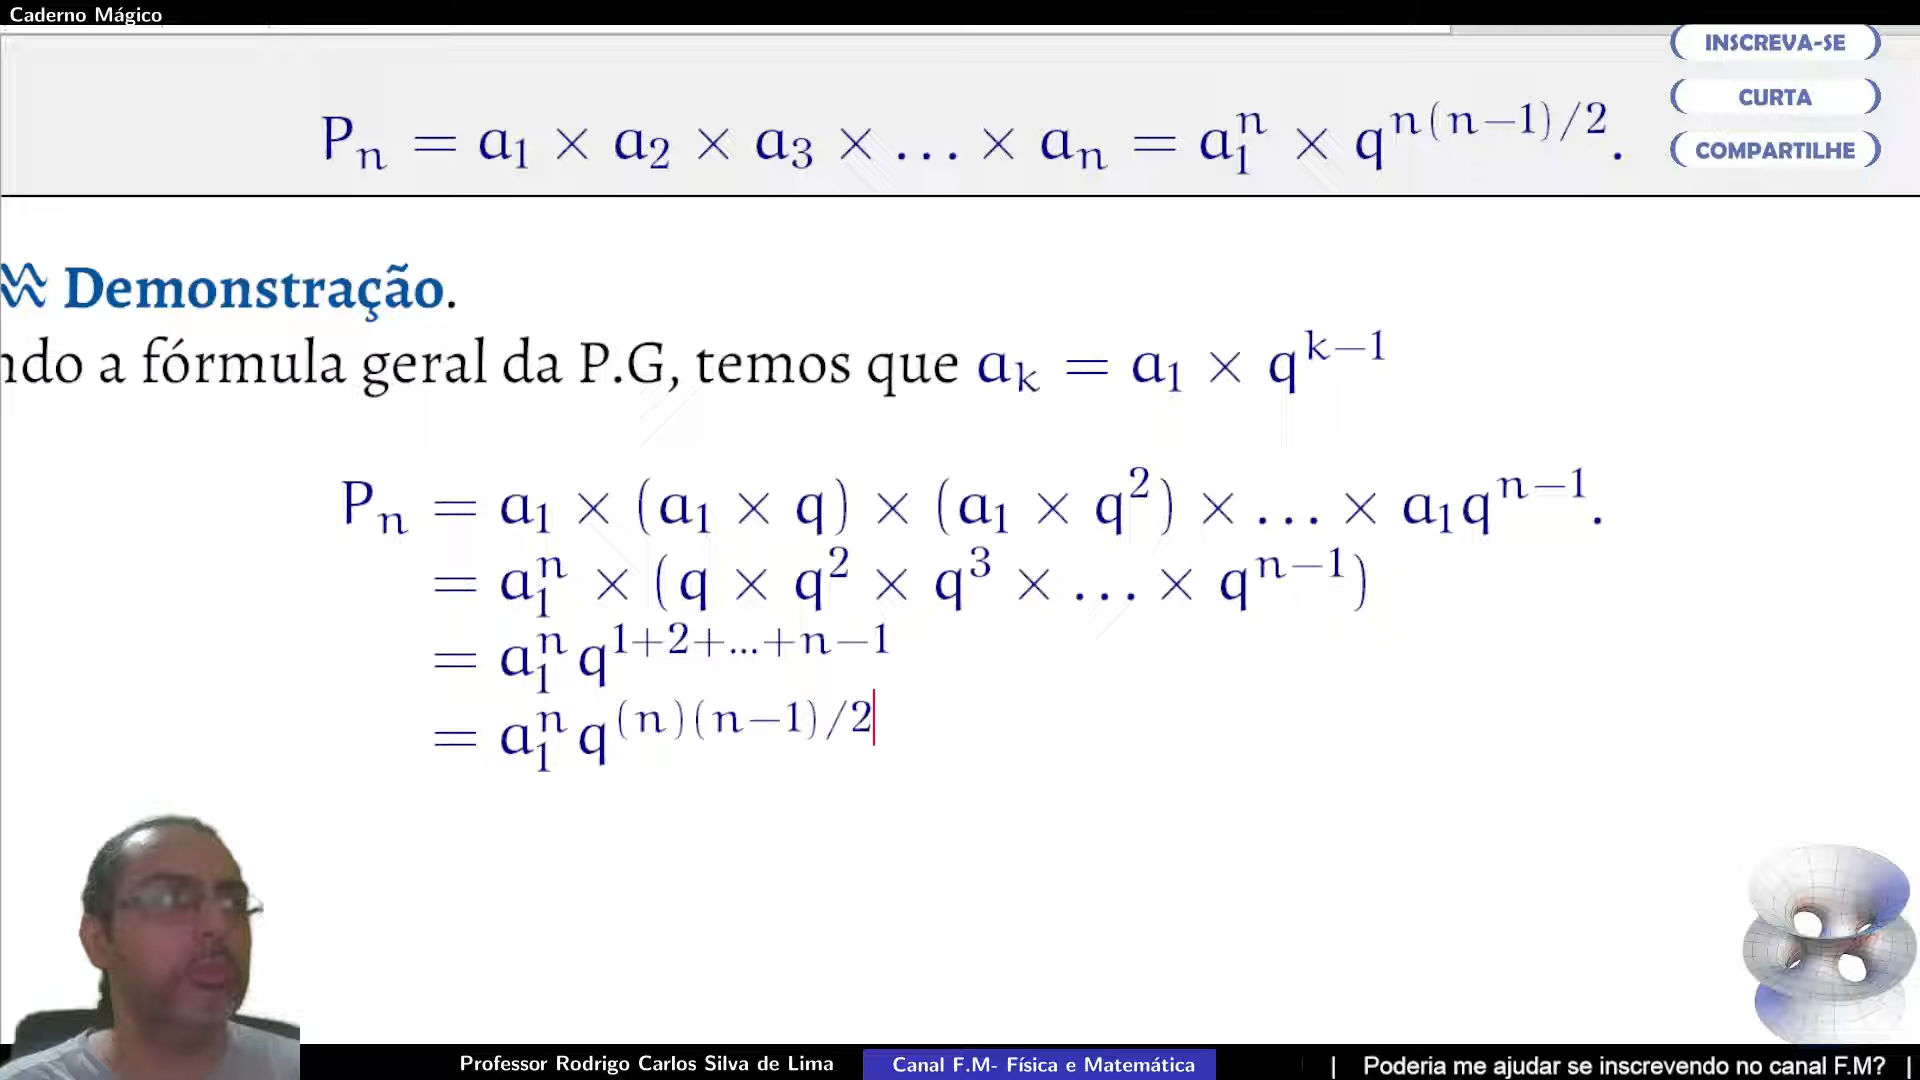 Caderno Mágico
INSCREVA-SE
CURTA
COMPARTILHE
Pₙ = a₁ × a₂ × a₃ × ... × aₙ = a₁ⁿ × q^{n(n−1)/2}.
Demonstração.
ndo a fórmula geral da P.G, temos que aₖ = a₁ × q^{k−1}
Pₙ = a₁ × (a₁ × q) × (a₁ × q²) × ... × a₁q^{n−1}.
= a₁ⁿ × (q × q² × q³ × ... × q^{n−1})
= a₁ⁿ q^{1+2+...+n−1}
= a₁ⁿ q^{(n)(n−1)/2}
Professor Rodrigo Carlos Silva de Lima
Canal F.M- Física e Matemática
| Poderia me ajudar se inscrevendo no canal F.M? |